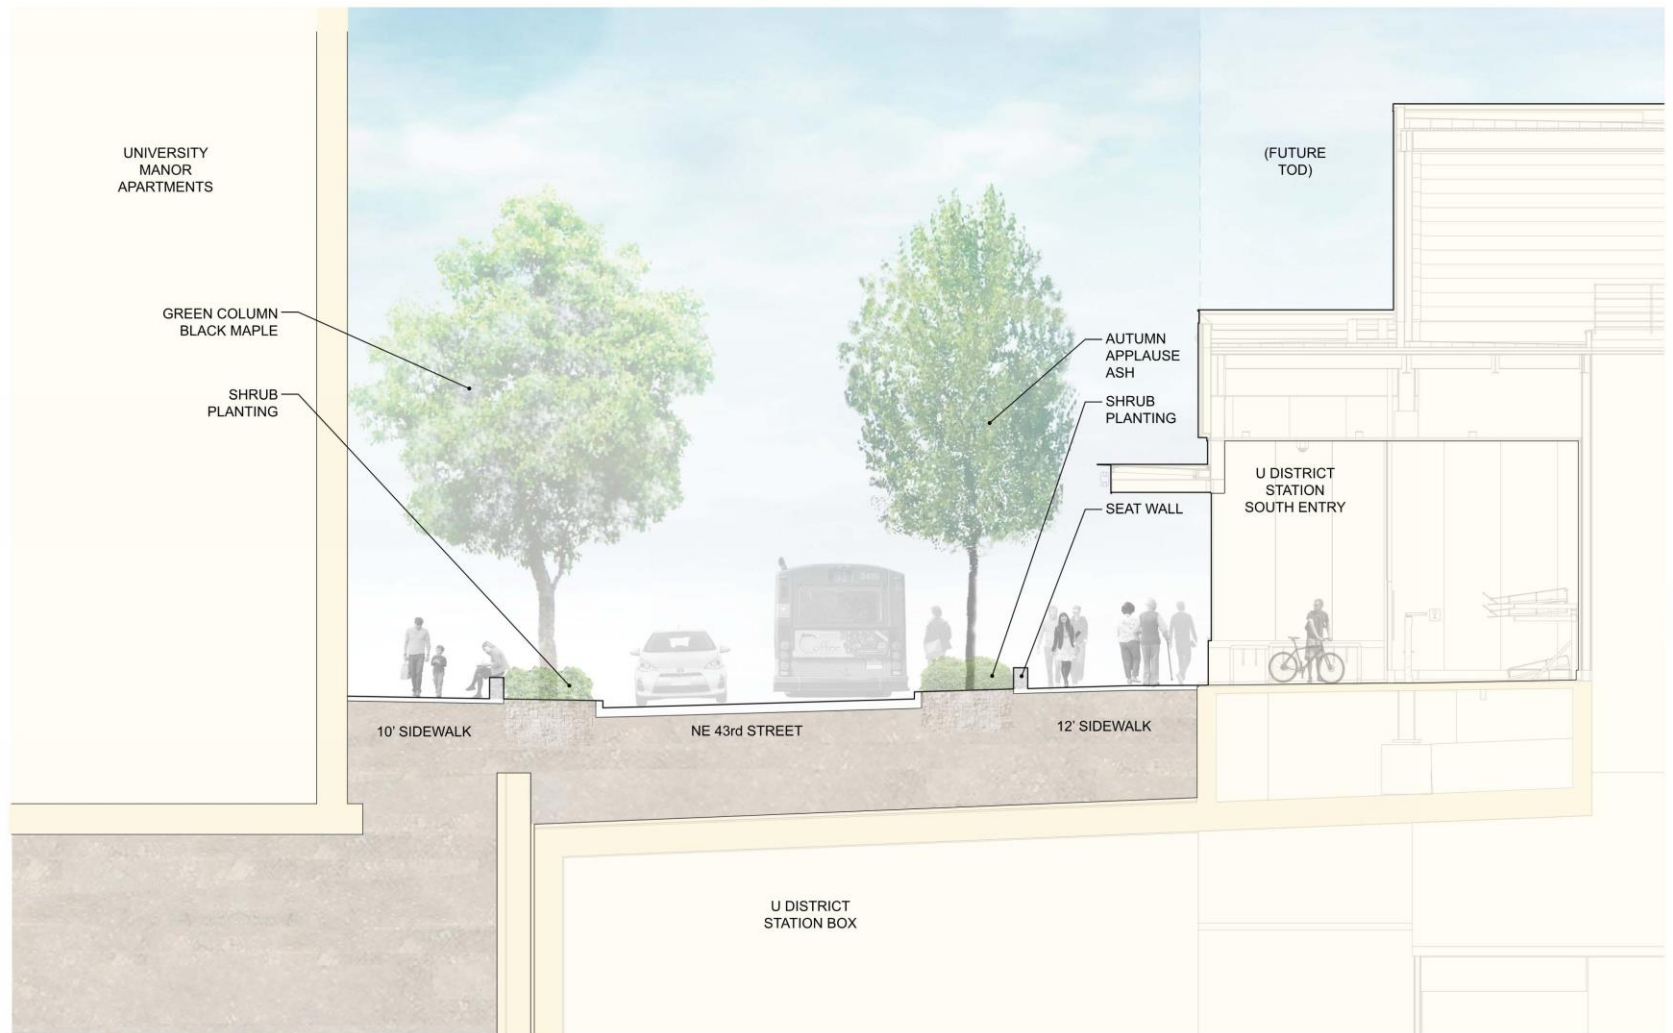 UNIVERSITY
MANOR
APARTMENTS
(FUTURE
TOD)
GREEN COLUMN
BLACK MAPLE
SHRUB
PLANTING
AUTUMN
APPLAUSE
ASH
SHRUB
PLANTING
SEAT WALL
U DISTRICT
STATION
SOUTH ENTRY
10' SIDEWALK
NE 43rd STREET
12' SIDEWALK
U DISTRICT
STATION BOX